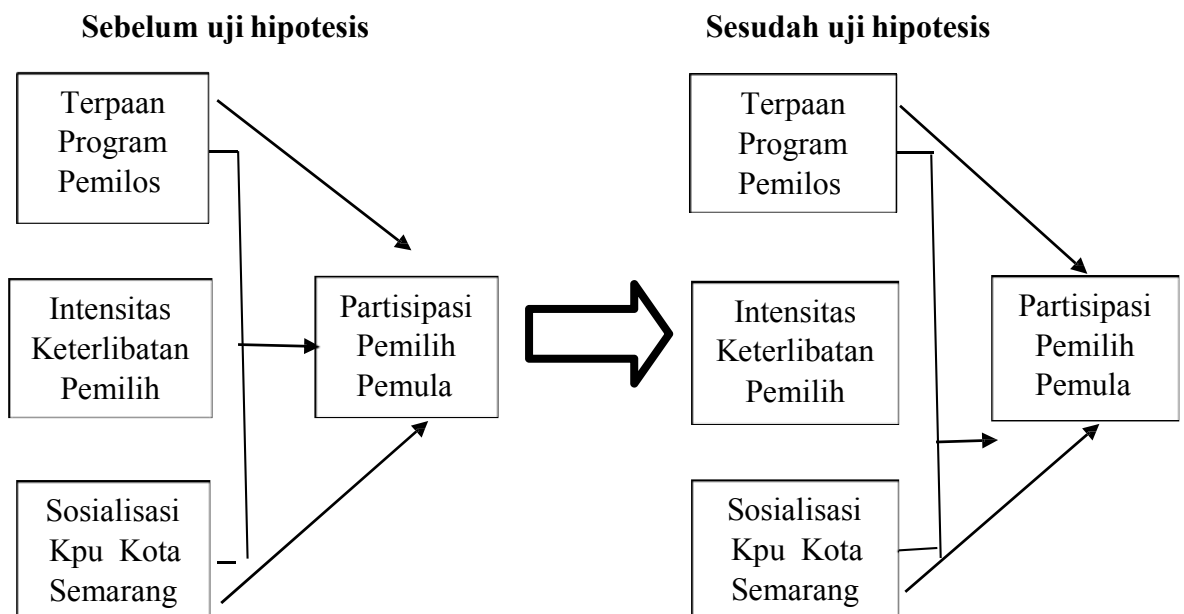 Sebelum uji hipotesis
Terpaan
Program
Pemilos
Intensitas
Keterlibatan
Pemilih
Sosialisasi
Kpu Kota
Semarang
Partisipasi
Pemilih
Pemula
Sesudah uji hipotesis
Terpaan
Program
Pemilos
Intensitas
Keterlibatan
Pemilih
Sosialisasi
Kpu Kota
Semarang
Partisipasi
Pemilih
Pemula